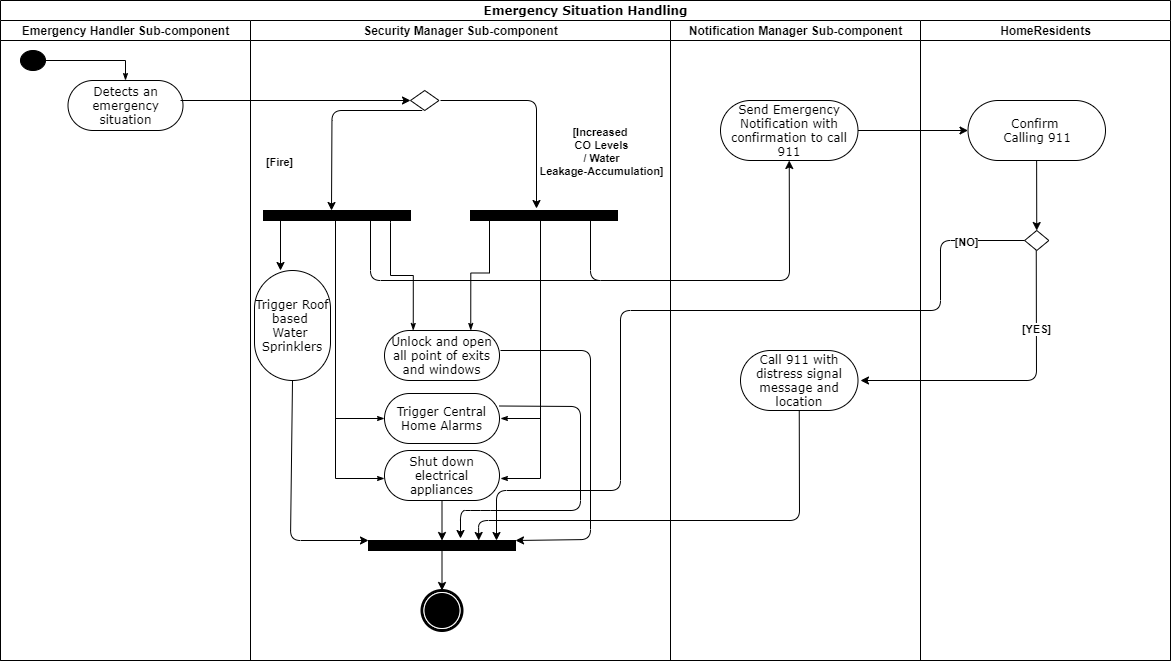 Emergency Situation Handling
Emergency Handler Sub-component
Security Manager Sub-component
Notification Manager Sub-component
HomeResidents
Detects an
emergency
situation
[Fire]
[Increased
CO Levels
/ Water
Leakage-Accumulation]
Send Emergency
Notification with
confirmation to call
911
Confirm
Calling 911
[NO]
[YES]
Trigger Roof
based
Water
Sprinklers
Unlock and open
all point of exits
and windows
Call 911 with
distress signal
message and
location
Trigger Central
Home Alarms
Shut down
electrical
appliances